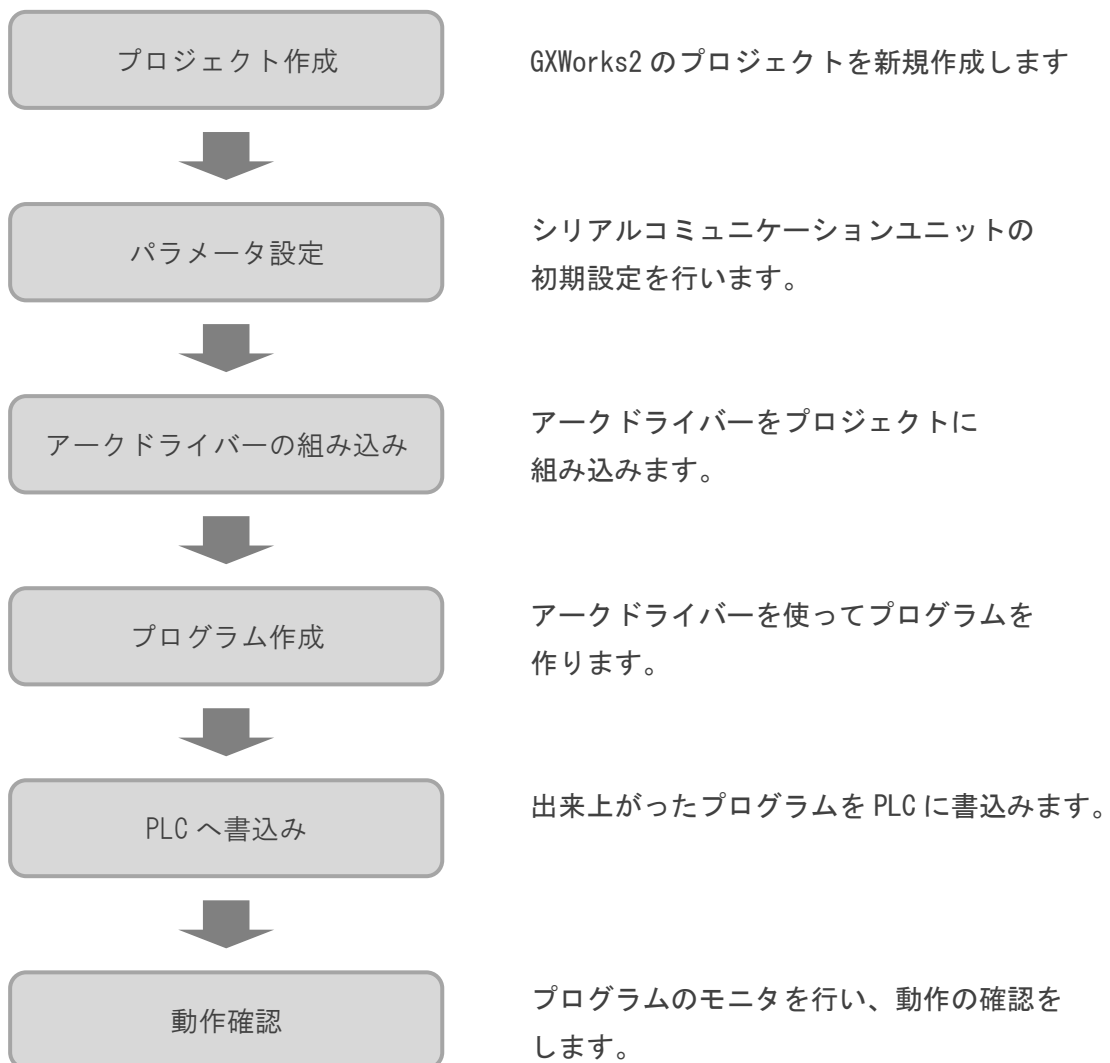 プロジェクト作成
GXWorks2 のプロジェクトを新規作成します
パラメータ設定
シリアルコミュニケーションユニットの
初期設定を行います。
アークドライバーの組み込み
アークドライバーをプロジェクトに
組み込みます。
プログラム作成
アークドライバーを使ってプログラムを
作ります。
PLC へ書込み
出来上がったプログラムを PLC に書込みます。
動作確認
プログラムのモニタを行い、動作の確認を
します。